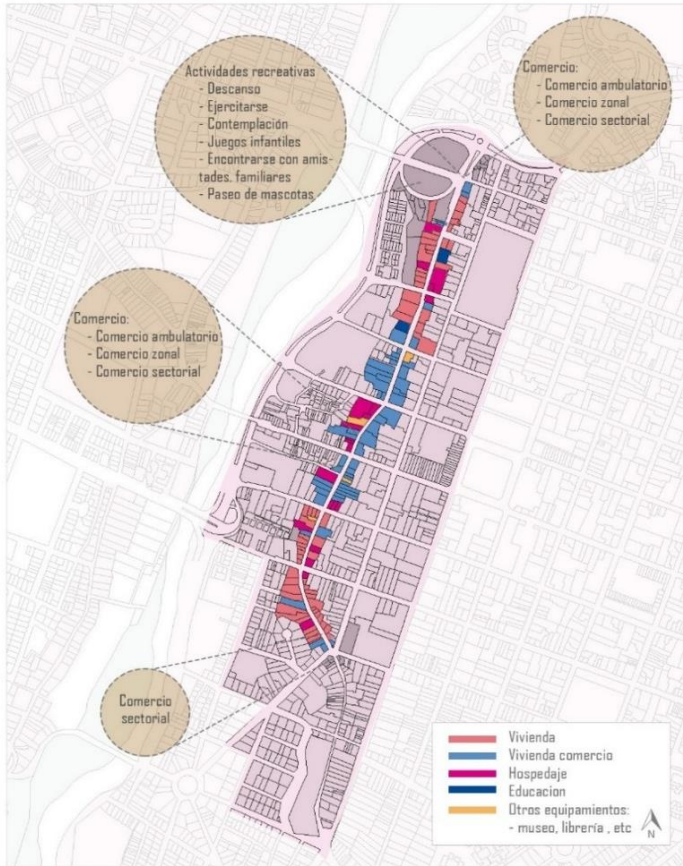 Actividades recreativas
- Descanso
- Ejercitarse
- Contemplación
- Juegos infantiles
- Encontrarse con amis-
tades, familiares
- Paseo de mascotas
Comercio:
- Comercio ambulatorio
- Comercio zonal
- Comercio sectorial
Comercio:
- Comercio ambulatorio
- Comercio zonal
- Comercio sectorial
Comercio
sectorial
Vivienda
Vivienda comercio
Hospedaje
Educacion
Otros equipamientos:
- museo, librería , etc
N